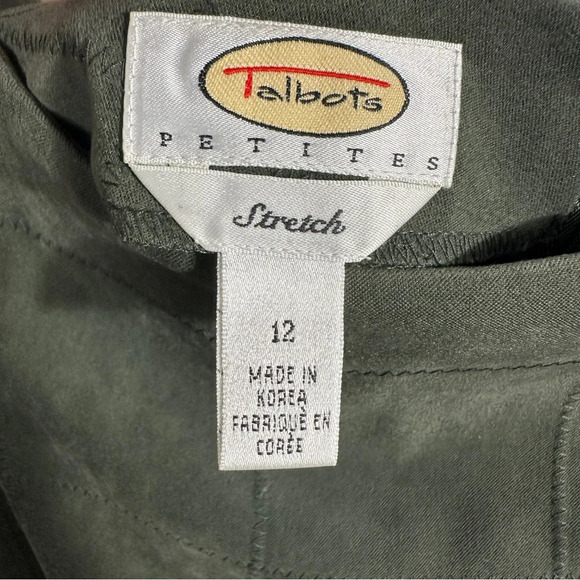 Talbots
PETITES
Stretch
12
MADE IN
KOREA
FABRIQUÈ EN
CORÈE